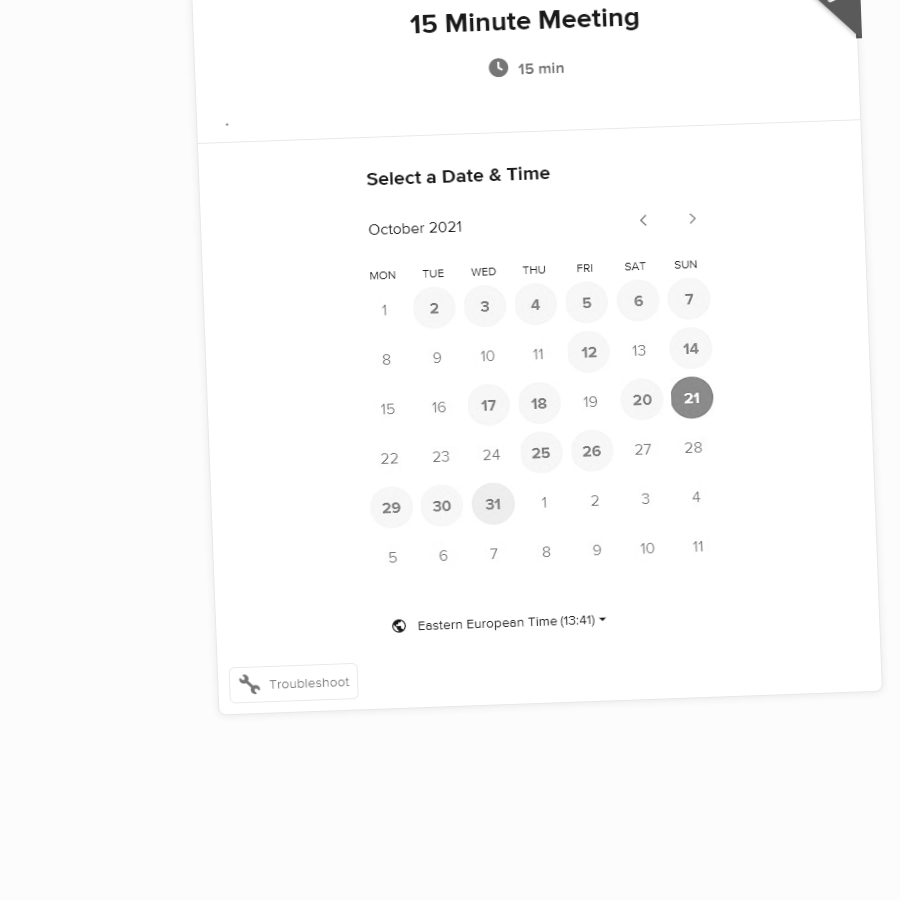 15 Minute Meeting
15 min
.
Select a Date & Time
October 2021
MON TUE WED THU FRI SAT SUN
1 2 3 4 5 6 7
8 9 10 11 12 13 14
15 16 17 18 19 20 21
22 23 24 25 26 27 28
29 30 31 1 2 3 4
5 6 7 8 9 10 11
Eastern European Time (13:41)
Troubleshoot